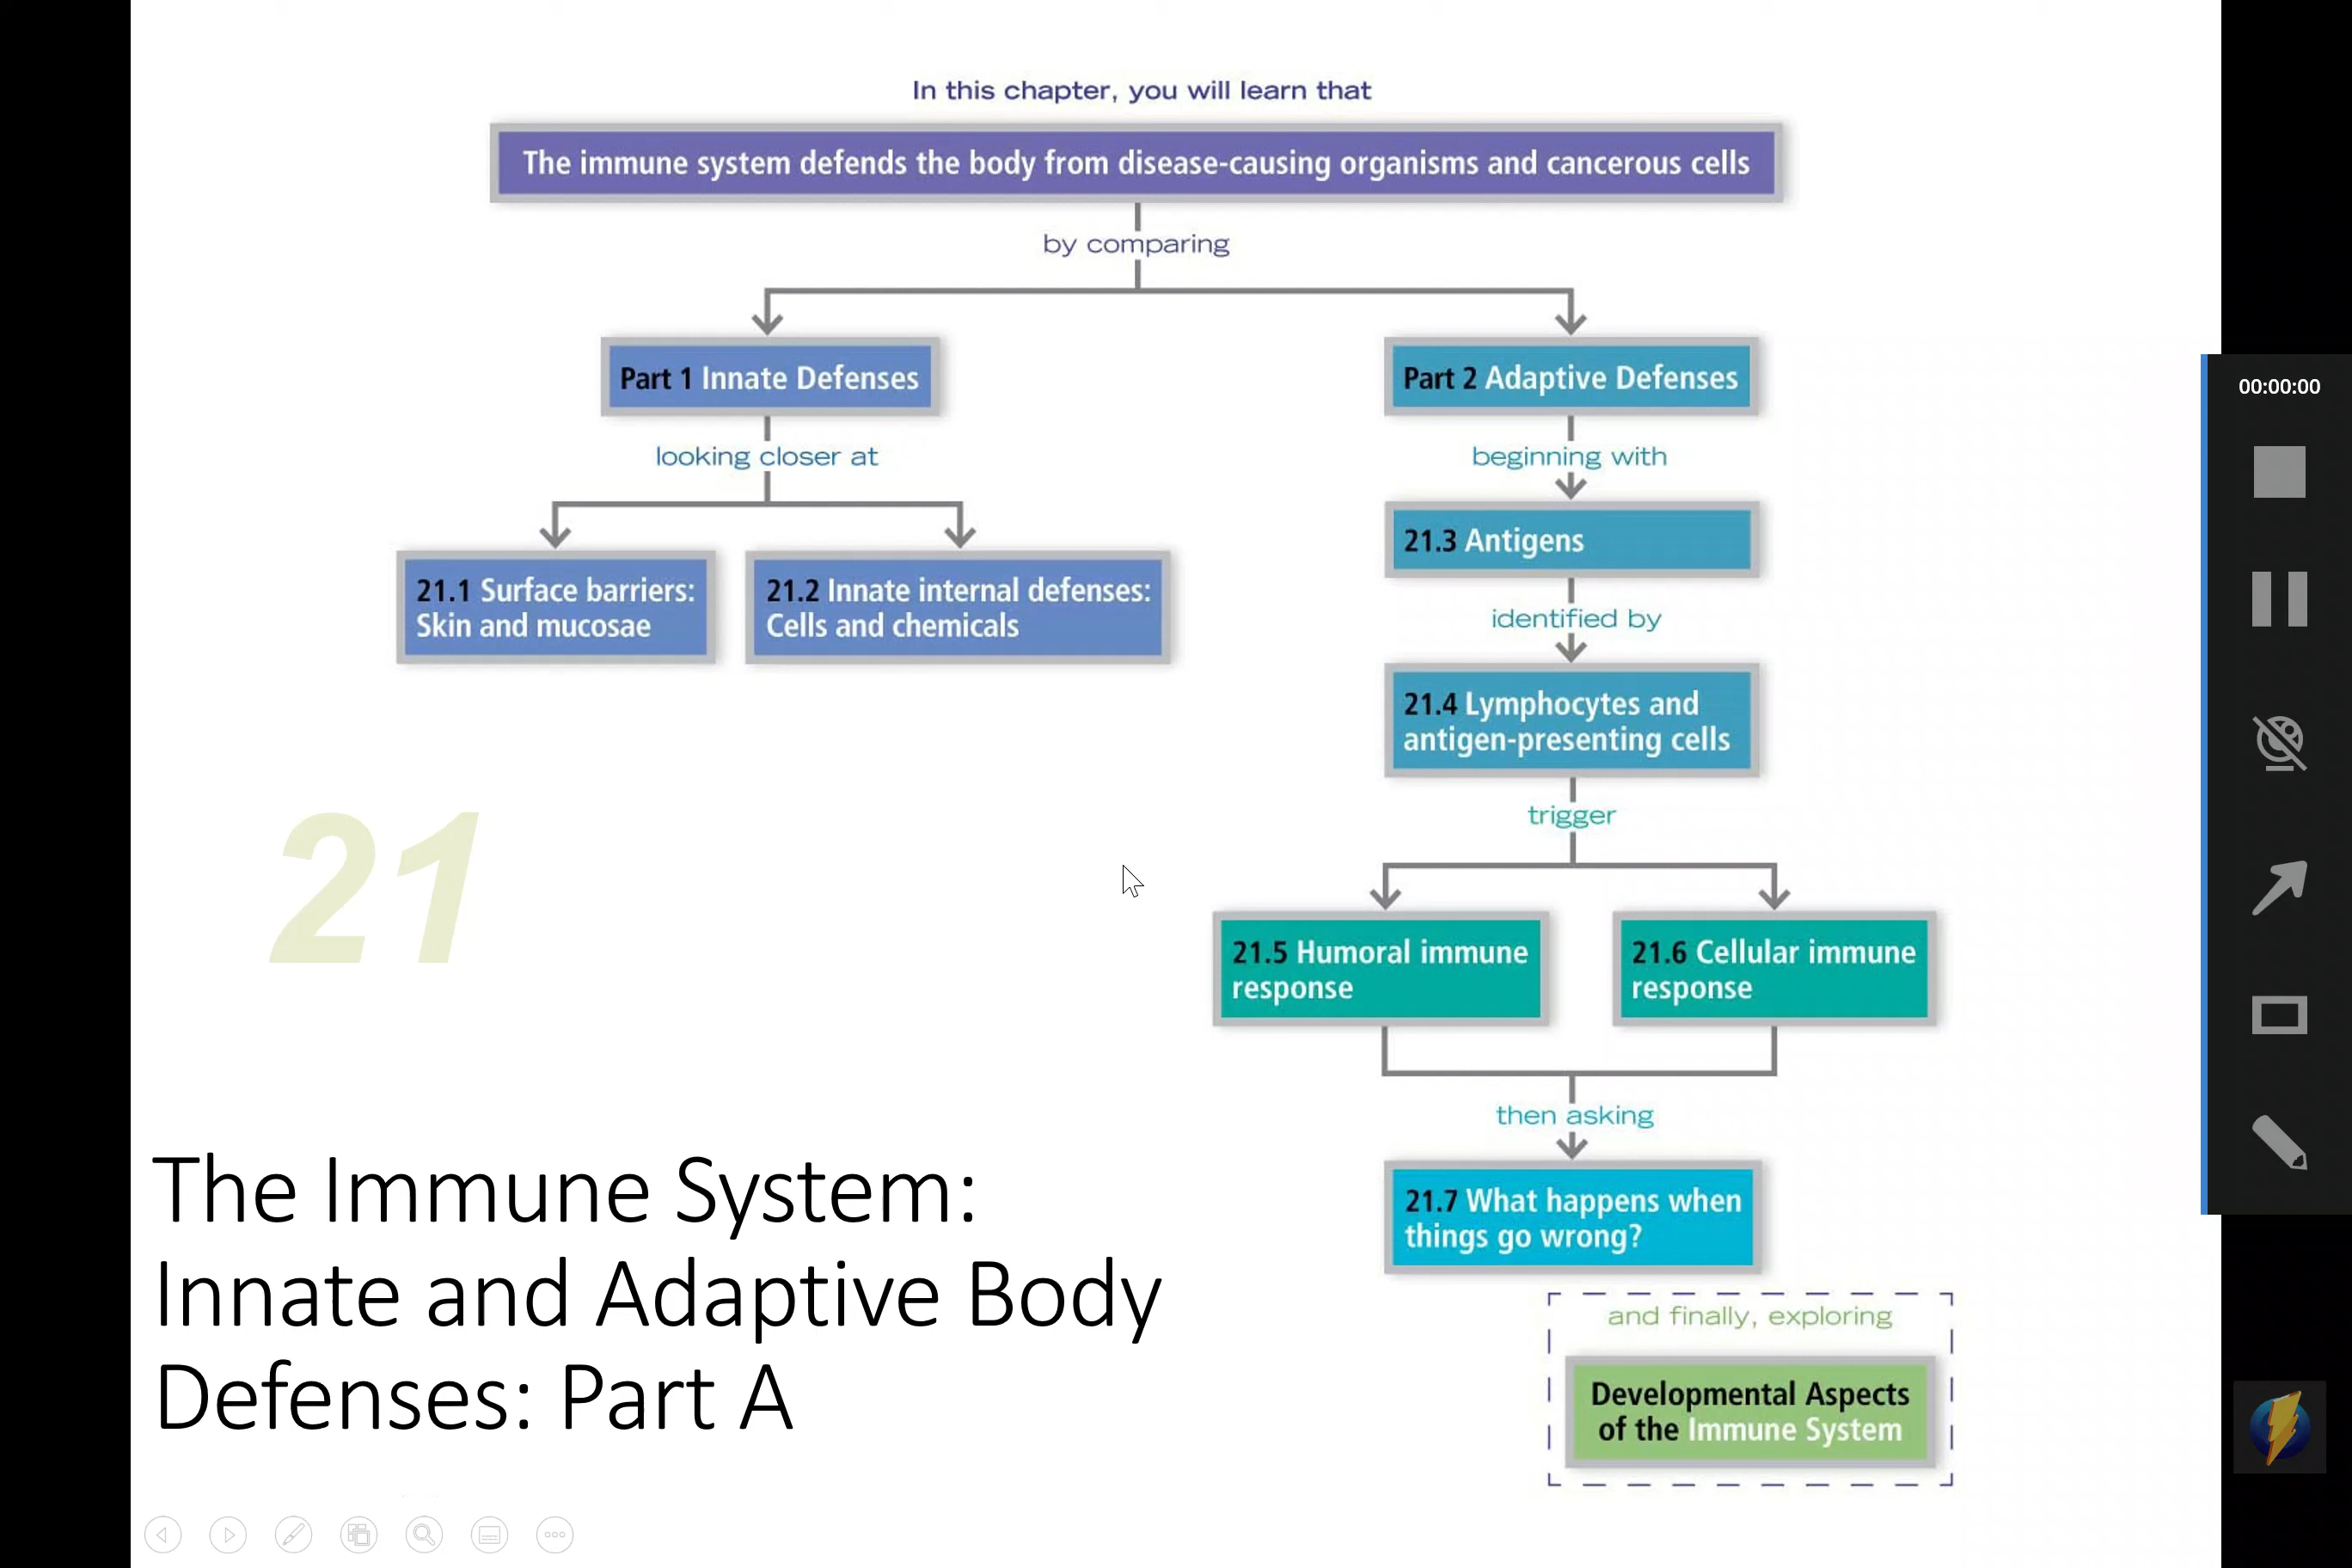 In this chapter, you will learn that
The immune system defends the body from disease-causing organisms and cancerous cells
by comparing
Part 1 Innate Defenses
looking closer at
21.1 Surface barriers:
Skin and mucosae
21.2 Innate internal defenses:
Cells and chemicals
Part 2 Adaptive Defenses
beginning with
21.3 Antigens
identified by
21.4 Lymphocytes and
antigen-presenting cells
trigger
21.5 Humoral immune
response
21.6 Cellular immune
response
then asking
21.7 What happens when
things go wrong?
and finally, exploring
Developmental Aspects
of the Immune System
21
The Immune System:
Innate and Adaptive Body
Defenses: Part A
00:00:00